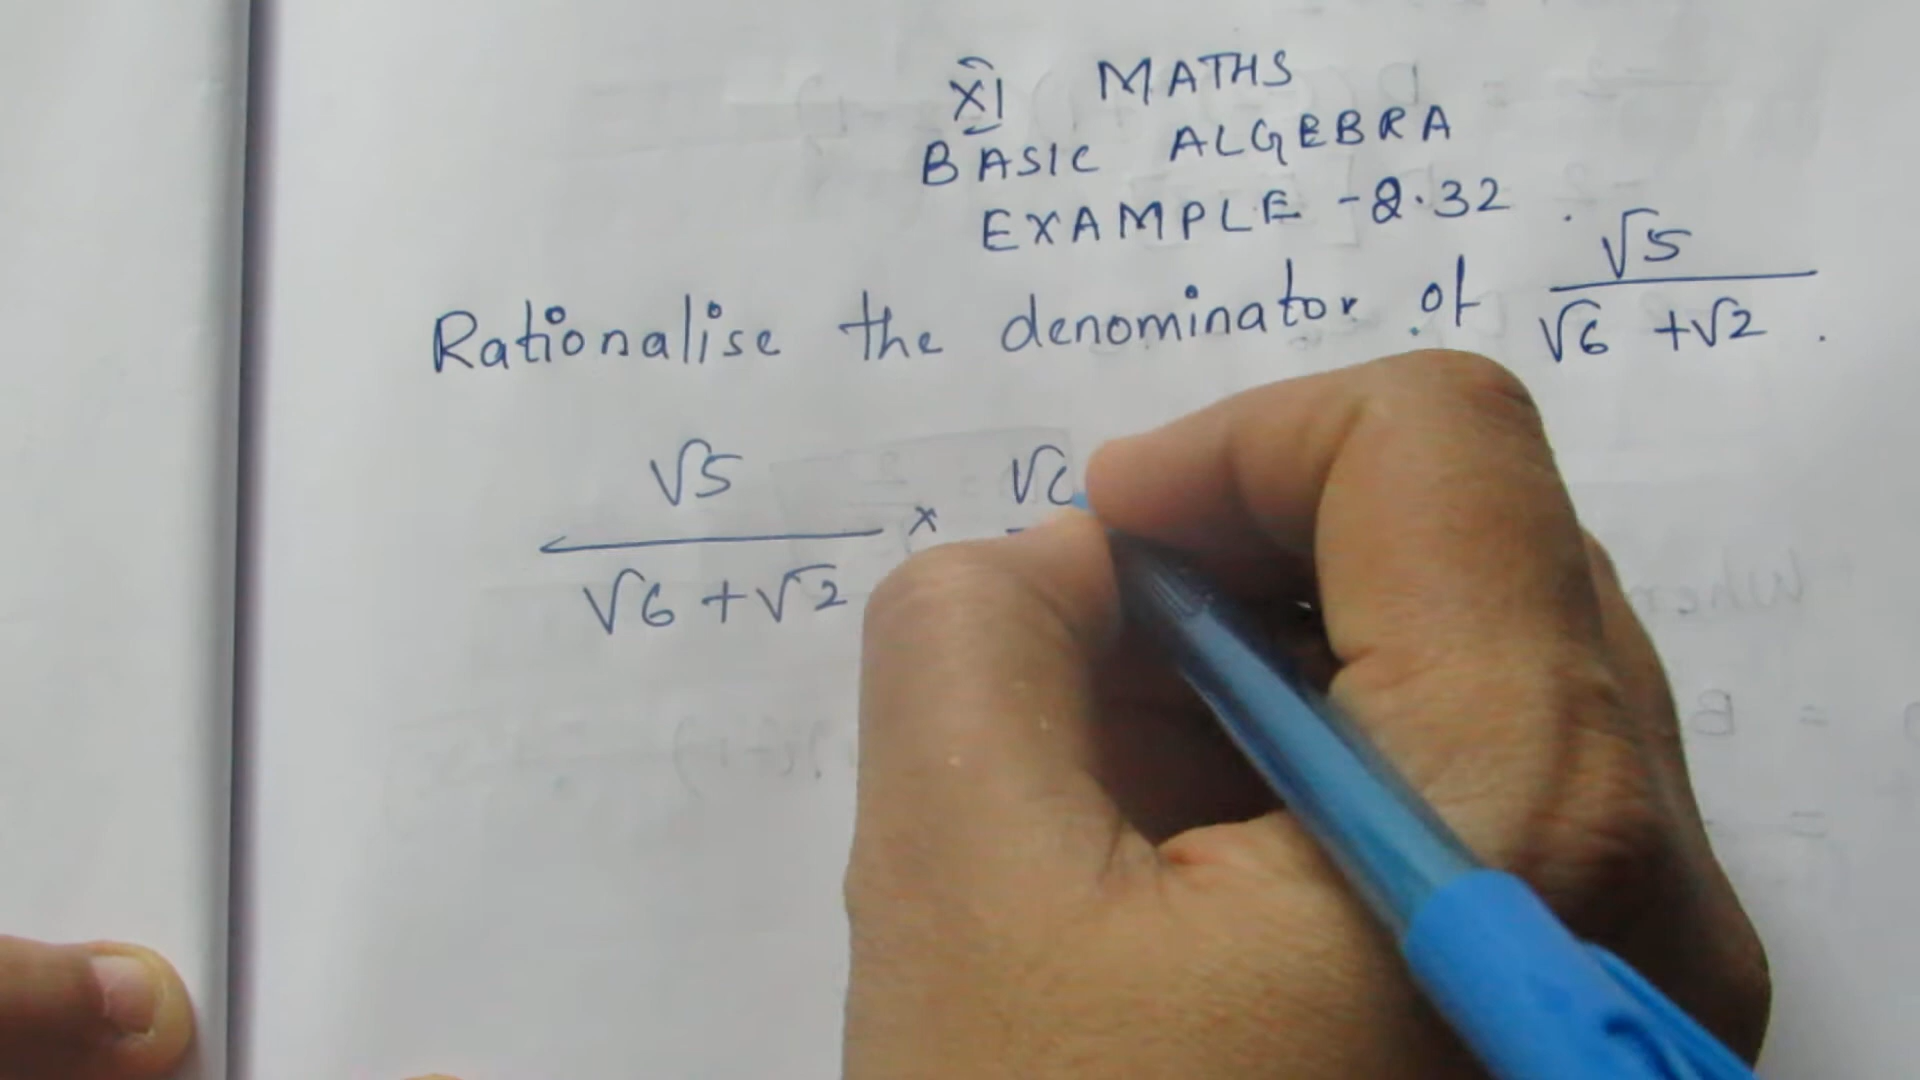 XI MATHS
BASIC ALGEBRA
EXAMPLE - 2.32
Rationalise the denominator of √5 / √6 + √2 .
√5 / √6 + √2 ×